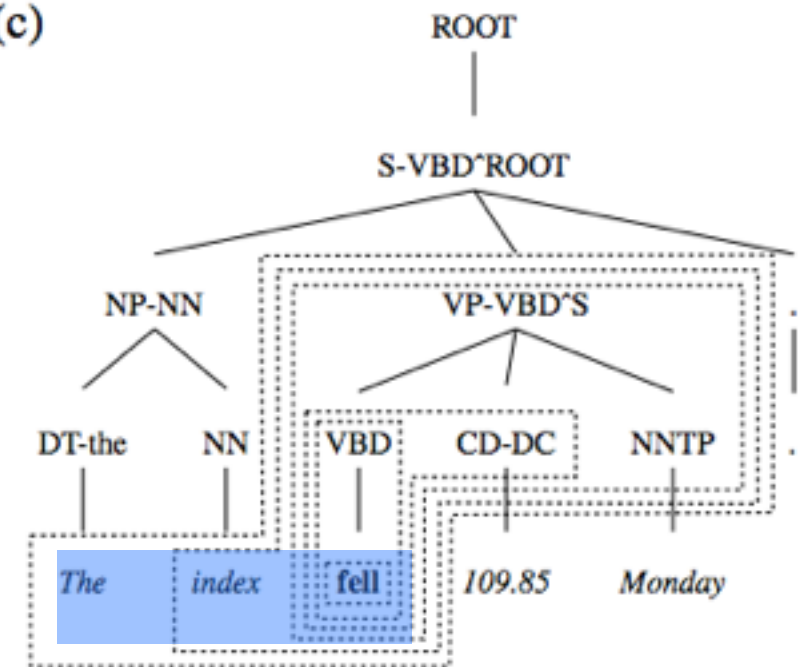 (c)
ROOT
S-VBD^ROOT
NP-NN VP-VBD^S .
DT-the NN VBD CD-DC NNTP .
The index fell 109.85 Monday